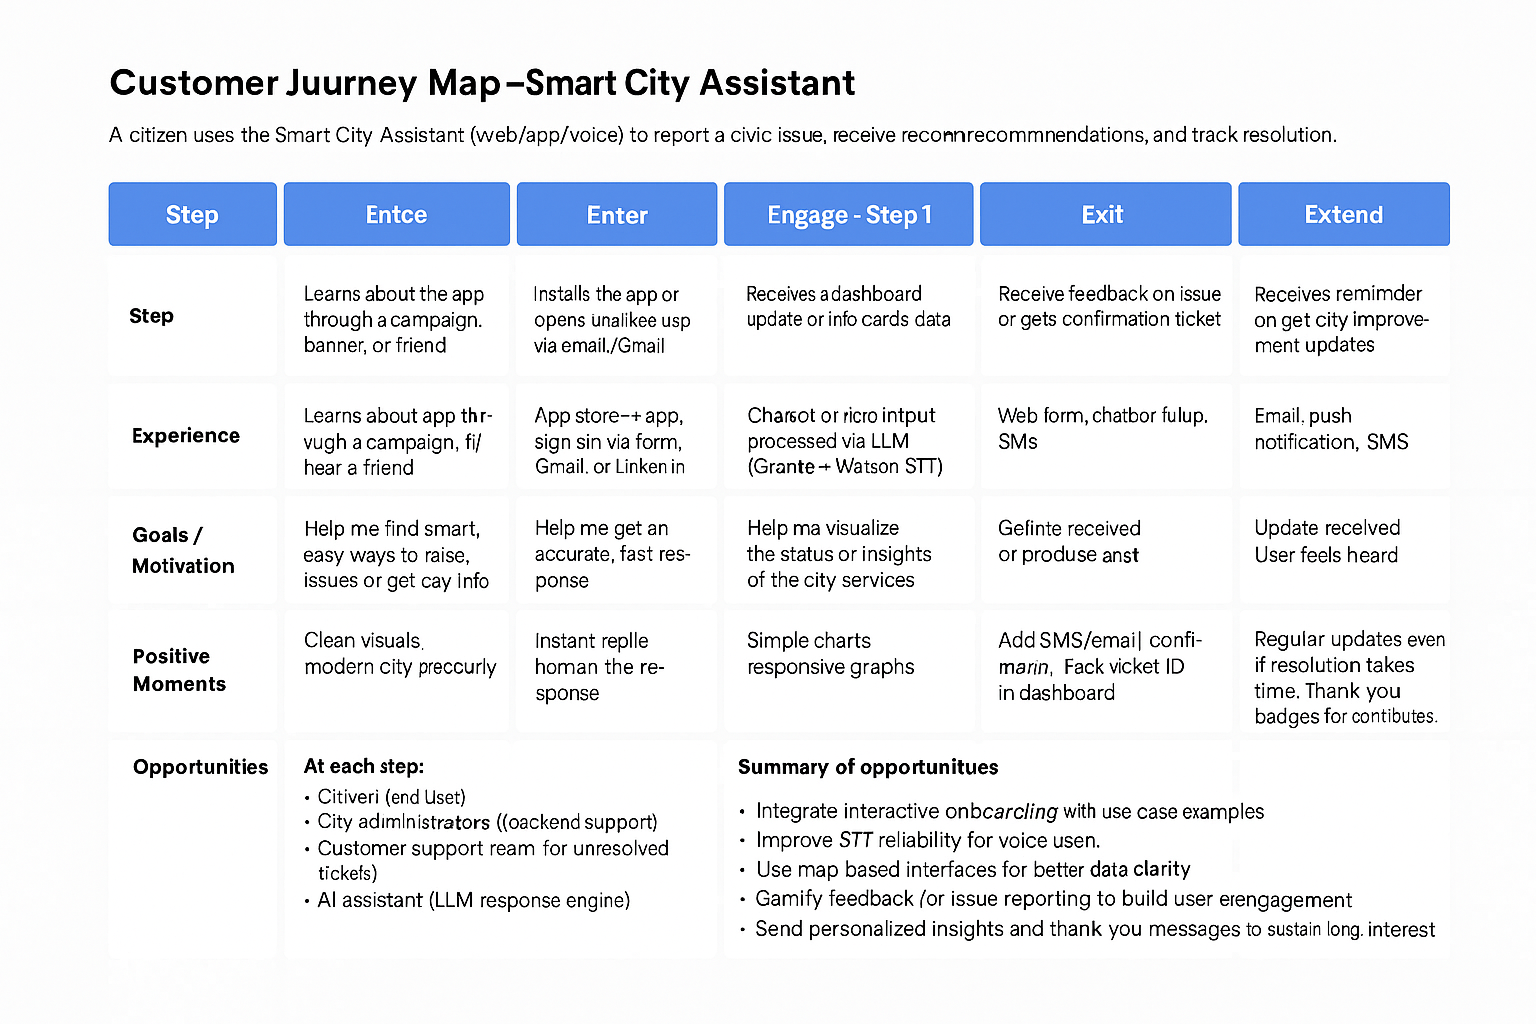 Customer Juurney Map–Smart City Assistant
A citizen uses the Smart City Assistant (web/app/voice) to report a civic issue, receive reconnrecommnendations, and track resolution.
Step
Entce
Enter
Engage - Step 1
Exit
Extend
Step
Learns about the app
through a campaign.
banner, or friend
Installs the app or
opens unalikee usp
via email./Gmail
Receives a dashboard
update or info cards data
Receive feedback on issue
or gets confirmation ticket
Receives remimder
on get city improve-
ment updates
Experience
Learns about app thr-
vugh a campaign, fi/
hear a friend
App store-+ app,
sign sin via form,
Gmail. or Linken in
Charsot or ricro intput
processed via LLM
(Grante + Watson STT)
Web form, chatbor fulup.
SMs
Email, push
notification, SMS
Goals /
Motivation
Help me find smart,
easy ways to raise,
issues or get cay info
Help me get an
accurate, fast res-
ponse
Help ma visualize
the status or insights
of the city services
Gefinte received
or produse anst
Update received
User feels heard
Positive
Moments
Clean visuals,
modern city preccurly
Instant replle
homan the re-
sponse
Simple charts
responsive graphs
Add SMS/email confi-
marin, Fack vicket ID
in dashboard
Regular updates even
if resolution takes
time. Thank you
badges for contibutes.
Opportunities
At each step:
• Citiveri (end Uset)
• City administrators ((oackend support)
• Customer support ream for unresolved
tickefs)
• AI assistant (LLM response engine)
Summary of opportunitues
• Integrate interactive onbcarcling with use case examples
• Improve STT reliability for voice usen.
• Use map based interfaces for better data clarity
• Gamify feedback /or issue reporting to build user erengagement
• Send personalized insights and thank you messages to sustain long. interest